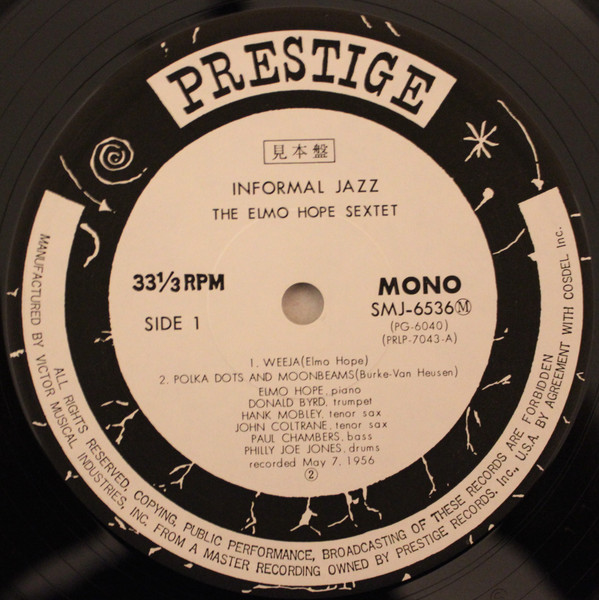 PRESTIGE
見本盤
INFORMAL JAZZ
THE ELMO HOPE SEXTET
33 1/3 RPM
MONO
SMJ-6536 Ⓜ
SIDE 1
(PG-6040)
(PRLP-7043-A)
1. WEEJA(Elmo Hope)
2. POLKA DOTS AND MOONBEAMS(Burke-Van Heusen)
ELMO HOPE, piano
DONALD BYRD, trumpet
HANK MOBLEY, tenor sax
JOHN COLTRANE, tenor sax
PAUL CHAMBERS, bass
PHILLY JOE JONES, drums
recorded May 7, 1956
②
ALL RIGHTS RESERVED, COPYING, PUBLIC PERFORMANCE, BROADCASTING OF THESE RECORDS ARE FORBIDDEN
MANUFACTURED BY VICTOR MUSICAL INDUSTRIES, INC. FROM A MASTER RECORDING OWNED BY PRESTIGE RECORDS, Inc., U.S.A. BY AGREEMENT WITH COSDEL Inc.